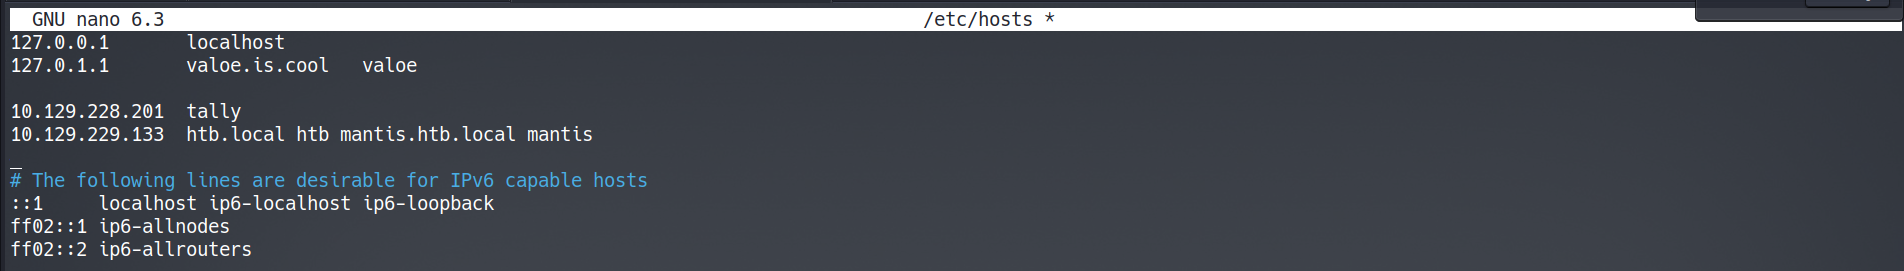 GNU nano 6.3 /etc/hosts *
127.0.0.1 localhost
127.0.1.1 valoe.is.cool valoe
10.129.228.201 tally
10.129.229.133 htb.local htb mantis.htb.local mantis
# The following lines are desirable for IPv6 capable hosts
::1 localhost ip6-localhost ip6-loopback
ff02::1 ip6-allnodes
ff02::2 ip6-allrouters